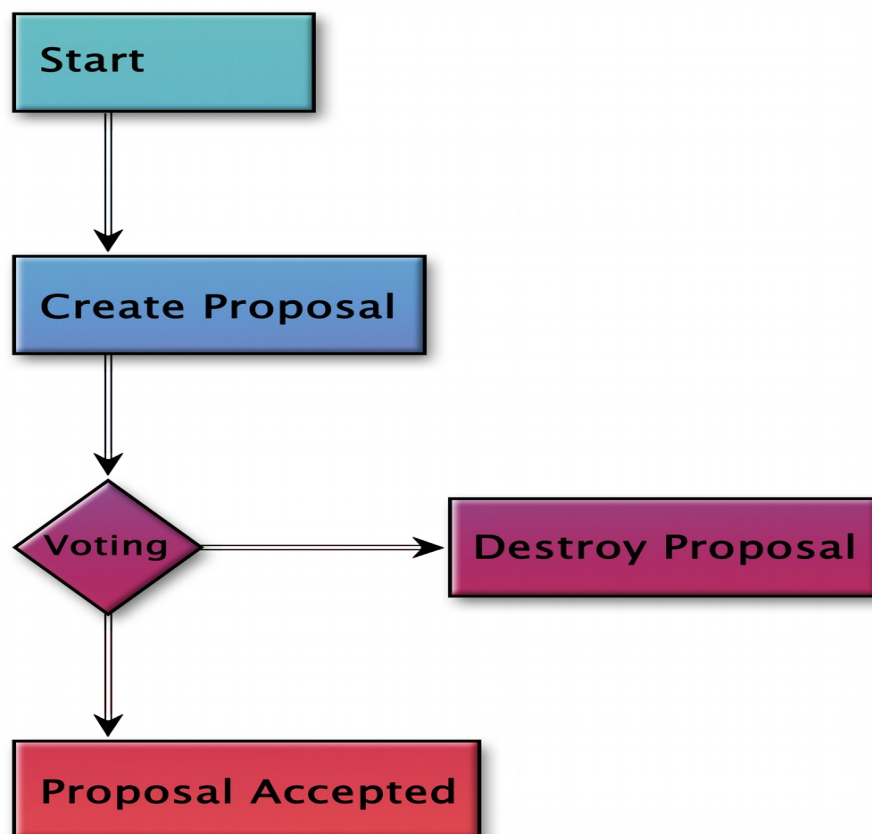 Start
Create Proposal
Voting
Destroy Proposal
Proposal Accepted